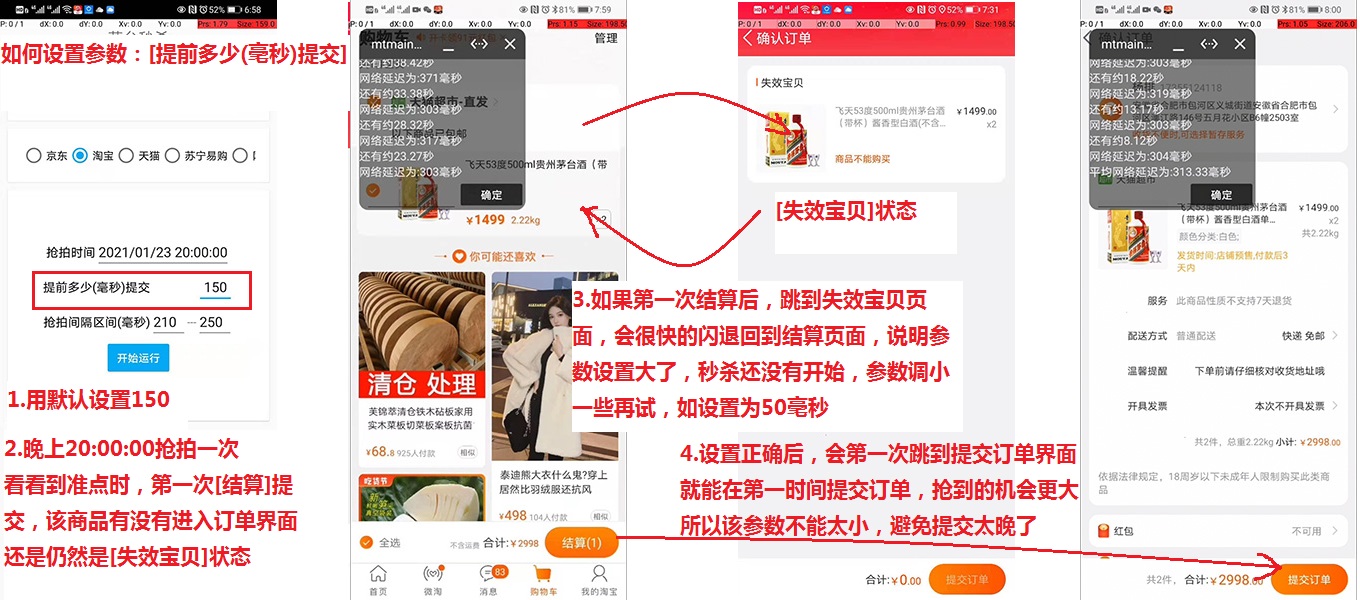 6:58
52%
P: 0 / 1 dX: 0.0 dY: 0.0 Xv: 0.0 Yv: 0.0 Prs: 1.79 Size: 159.0
如何设置参数：[提前多少(毫秒)提交]
京东 淘宝 天猫 苏宁易购
抢拍时间 2021/01/23 20:00:00
提前多少(毫秒)提交 150
抢拍间隔区间(毫秒) 210 — 250
开始运行
1.用默认设置150
2.晚上20:00:00抢拍一次
看看到准点时，第一次[结算]提
交，该商品有没有进入订单界面
还是仍然是[失效宝贝]状态
81% 7:59
P: 0 / 1 dX: 0.0 dY: 0.0 Xv: 0.0 Yv: 0.0 Prs: 1.15 Size: 198.50
购物车
管理
mtmain...
还有约38.42秒
网络延迟为:371毫秒
还有约33.38秒
网络延迟为:303毫秒
还有约28.32秒
网络延迟为:317毫秒
还有约23.27秒
网络延迟为:303毫秒
天猫超市-直发
以下商品已包邮
飞天53度500ml贵州茅台酒（带
确定
¥1499 2.22kg
你可能还喜欢
清仓 处理
芙锦萃清仓铁木砧板家用
实木菜板切菜板案板抗菌
¥68.8 925人付款 相似
泰迪熊大衣什么鬼?穿上
居然比羽绒服还抗风
¥498 104人付款 相似
吃货节
全选 不含运费 合计: ¥2998 结算(1)
首页 微淘 消息 83 购物车 我的淘宝
52% 7:31
P: 0 / 1 dX: 0.0 dY: 0.0 Xv: 0.0 Yv: 0.0 Prs: 0.99 Size: 198.50
确认订单
失效宝贝
飞天53度500ml贵州茅台酒
（带杯）酱香型白酒(不含...
¥1499.00
x2
商品不能购买
[失效宝贝]状态
3.如果第一次结算后，跳到失效宝贝页
面，会很快的闪退回到结算页面，说明参
数设置大了，秒杀还没有开始，参数调小
一些再试，如设置为50毫秒
4.设置正确后，会第一次跳到提交订单界面
就能在第一时间提交订单，抢到的机会更大
所以该参数不能太小，避免提交太晚了
合计: ¥0.00 提交订单
81% 8:00
P: 0 / 1 dX: 0.0 dY: 0.0 Xv: 0.0 Yv: 0.0 Prs: 1.05 Size: 206.0
确认订单
mtmain...
网络延迟为:303毫秒
还有约18.22秒
网络延迟为:319毫秒
还有约13.17秒
网络延迟为:303毫秒
还有约8.12秒
网络延迟为:304毫秒
平均网络延迟为:313.33毫秒
确定
天猫超市
飞天53度500ml贵州茅台酒
（带杯）酱香型白酒单...
¥1499.00
x2
颜色分类:白色;
共2.22kg
发货时间:店铺预售,付款后3
天内
服务 此商品性质不支持7天退货
配送方式 普通配送 快递 免邮
温馨提醒 下单前请仔细核对收货地址哦
开具发票 本次不开具发票
共2件，总重2.22kg 小计: ¥2998.00
依据法律规定，18周岁以下未成年人限制购买此类商
品
红包 不可用
共2件，合计: ¥2998.00 提交订单